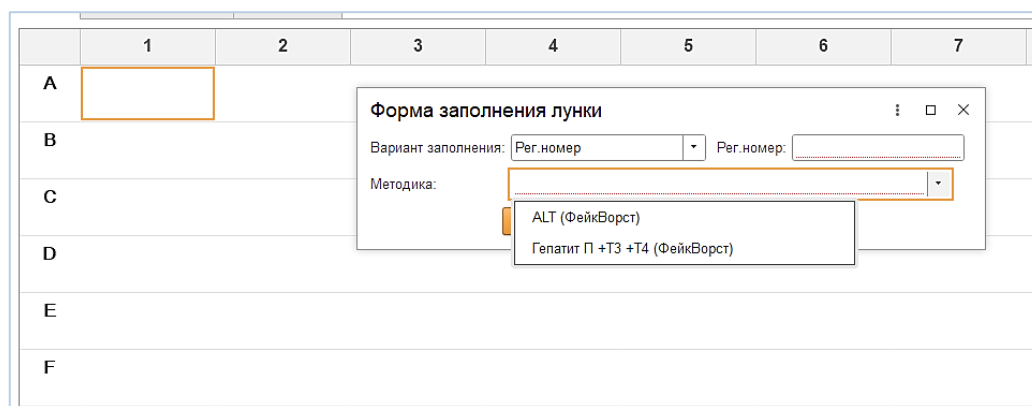 1 2 3 4 5 6 7
A
Форма заполнения лунки
B
Вариант заполнения: Рег.номер Рег.номер:
Методика:
C
ALT (ФейкВорст)
D
Гепатит П +Т3 +Т4 (ФейкВорст)
E
F